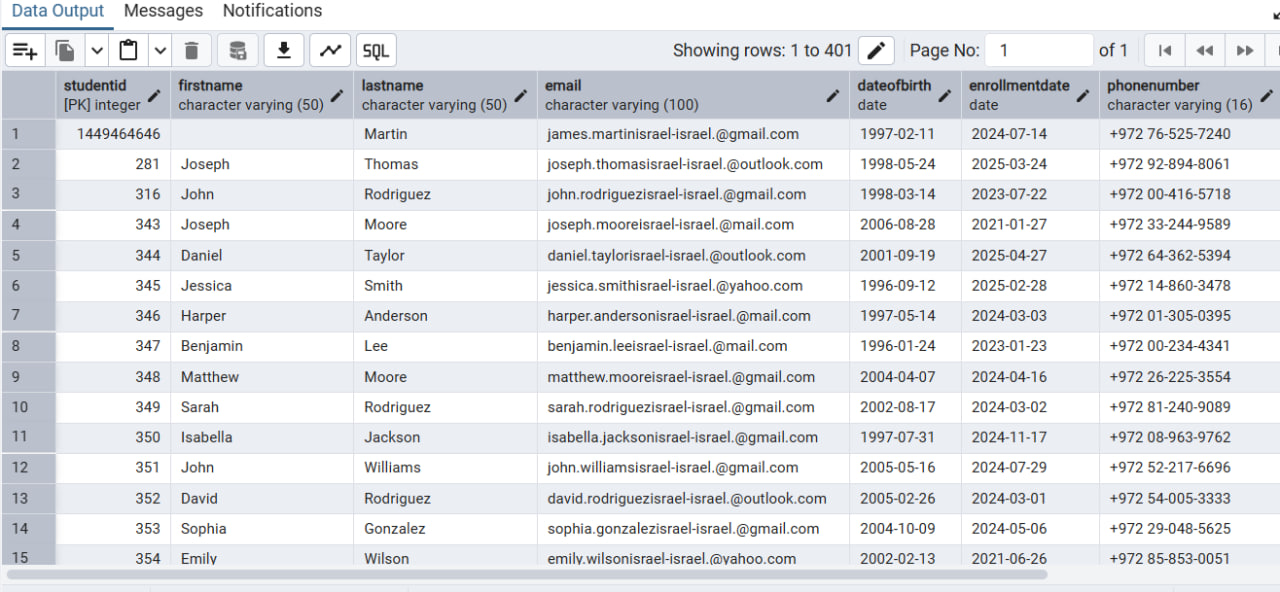 Data Output Messages Notifications
SQL Showing rows: 1 to 401 Page No: 1 of 1
studentid firstname lastname email dateofbirth enrollmentdate phonenumber
[PK] integer character varying (50) character varying (50) character varying (100) date date character varying (16)
1 1449464646 Martin james.martinisrael-israel.@gmail.com 1997-02-11 2024-07-14 +972 76-525-7240
2 281 Joseph Thomas joseph.thomasisrael-israel.@outlook.com 1998-05-24 2025-03-24 +972 92-894-8061
3 316 John Rodriguez john.rodriguezisrael-israel.@gmail.com 1998-03-14 2023-07-22 +972 00-416-5718
4 343 Joseph Moore joseph.mooreisrael-israel.@mail.com 2006-08-28 2021-01-27 +972 33-244-9589
5 344 Daniel Taylor daniel.taylorisrael-israel.@outlook.com 2001-09-19 2025-04-27 +972 64-362-5394
6 345 Jessica Smith jessica.smithisrael-israel.@yahoo.com 1996-09-12 2025-02-28 +972 14-860-3478
7 346 Harper Anderson harper.andersonisrael-israel.@mail.com 1997-05-14 2024-03-03 +972 01-305-0395
8 347 Benjamin Lee benjamin.leeisrael-israel.@mail.com 1996-01-24 2023-01-23 +972 00-234-4341
9 348 Matthew Moore matthew.mooreisrael-israel.@gmail.com 2004-04-07 2024-04-16 +972 26-225-3554
10 349 Sarah Rodriguez sarah.rodriguezisrael-israel.@gmail.com 2002-08-17 2024-03-02 +972 81-240-9089
11 350 Isabella Jackson isabella.jacksonisrael-israel.@gmail.com 1997-07-31 2024-11-17 +972 08-963-9762
12 351 John Williams john.williamsisrael-israel.@gmail.com 2005-05-16 2024-07-29 +972 52-217-6696
13 352 David Rodriguez david.rodriguezisrael-israel.@outlook.com 2005-02-26 2024-03-01 +972 54-005-3333
14 353 Sophia Gonzalez sophia.gonzalezisrael-israel.@gmail.com 2004-10-09 2024-05-06 +972 29-048-5625
15 354 Emily Wilson emily.wilsonisrael-israel.@yahoo.com 2002-02-13 2021-06-26 +972 85-853-0051